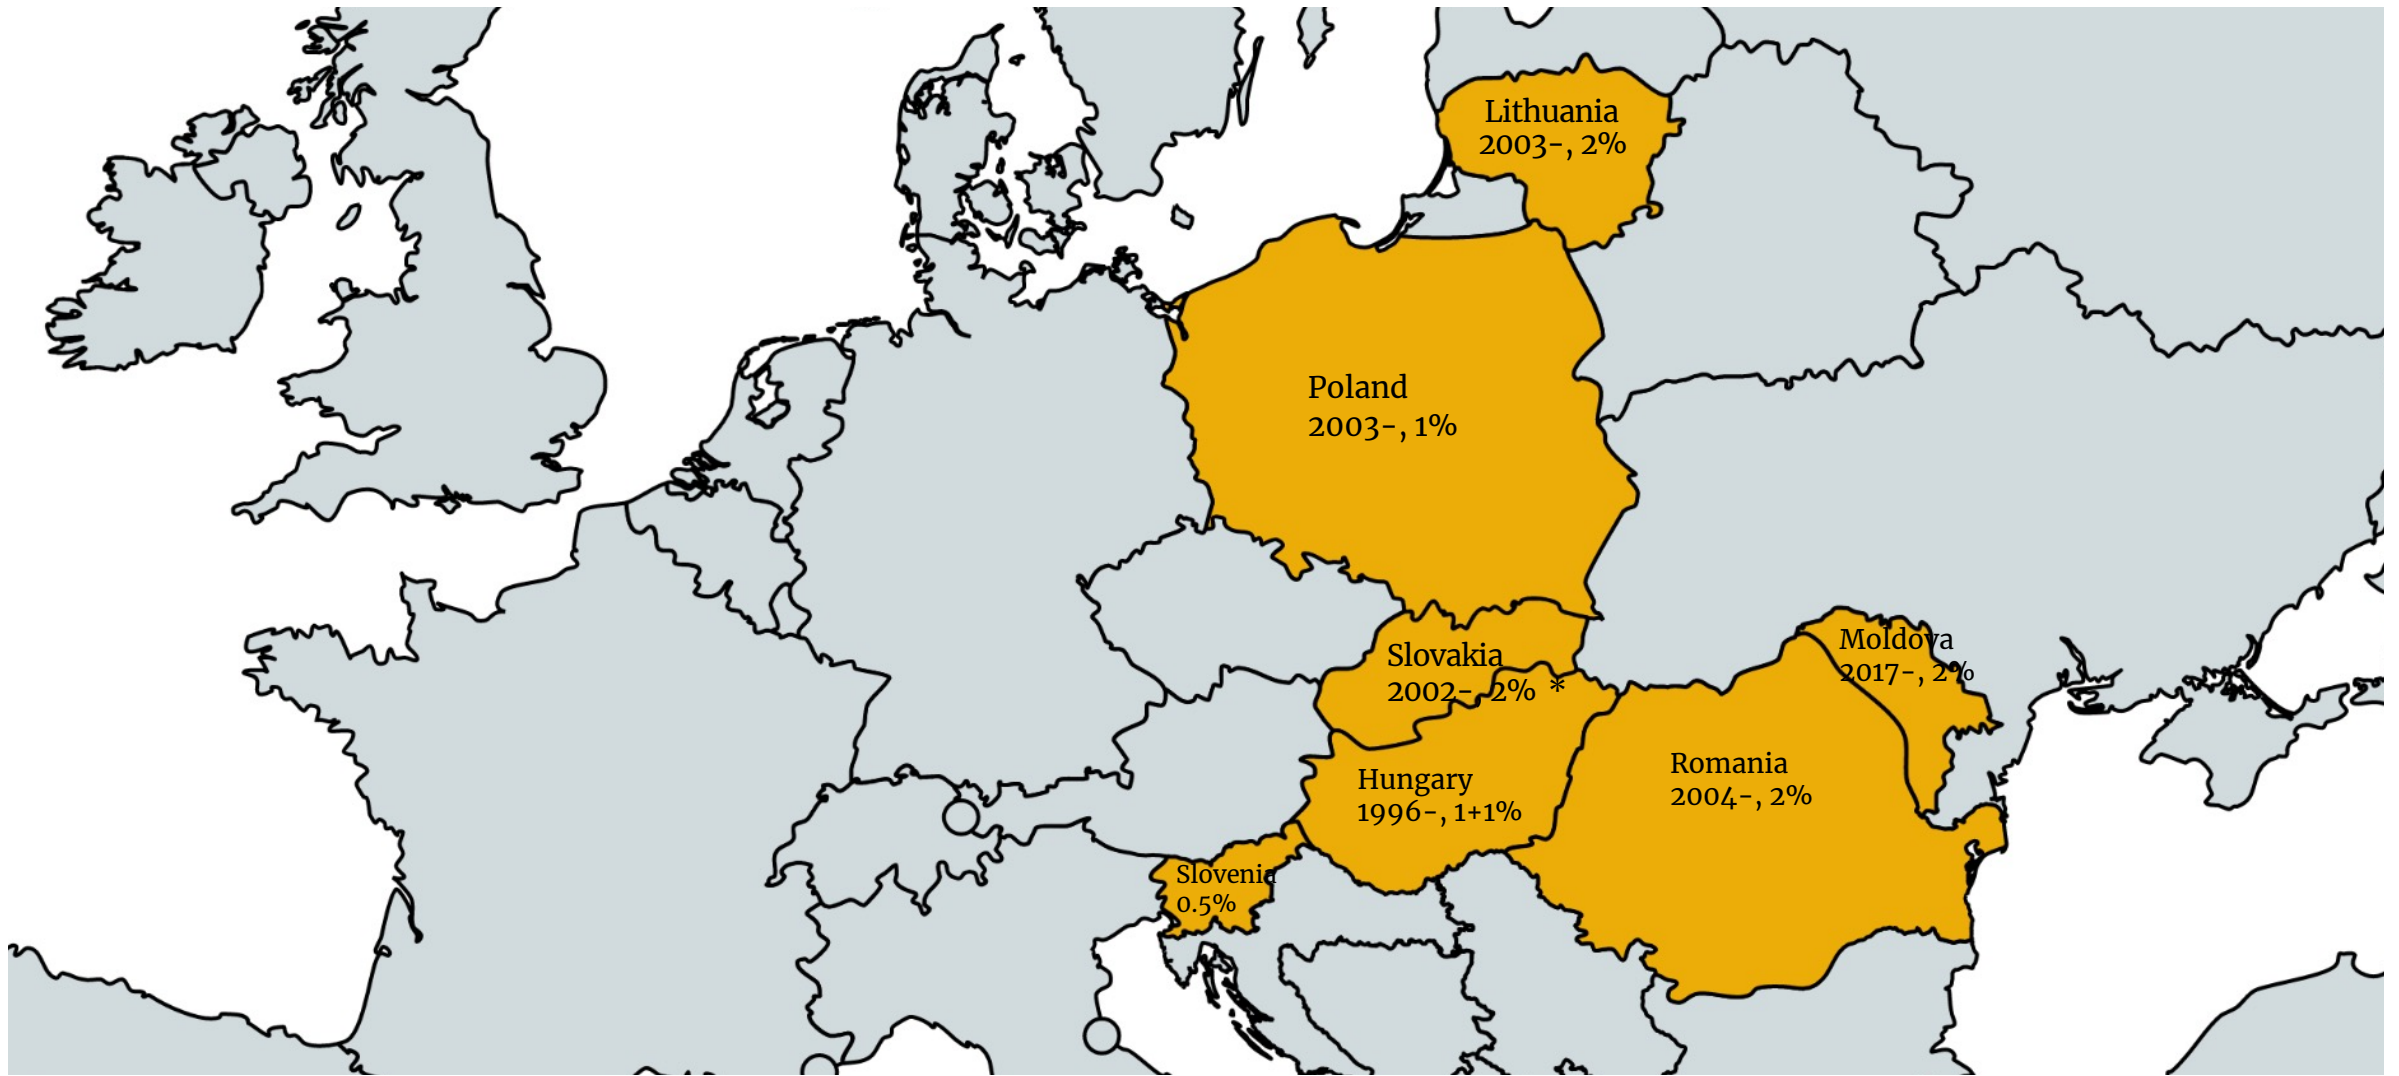 Lithuania
2003-, 2%
Poland
2003-, 1%
Slovakia
2002-, 2% *
Moldova
2017-, 2%
Hungary
1996-, 1+1%
Romania
2004-, 2%
Slovenia
0.5%